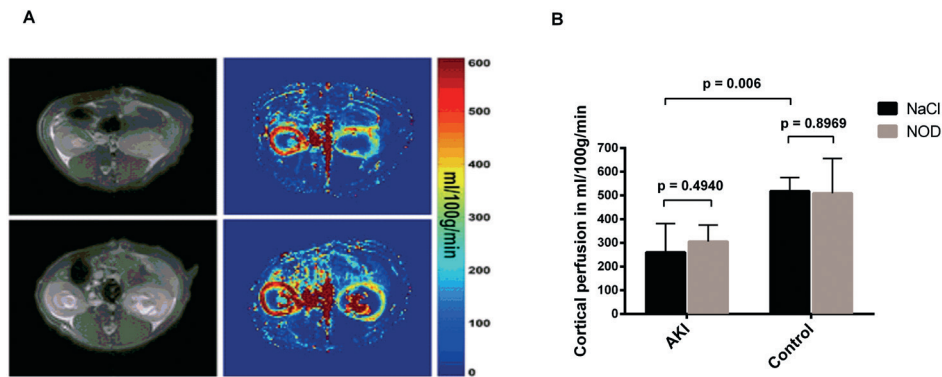 A
600
500
400
300
200
100
0
ml/100g/min
B
p = 0.006
p = 0.8969
p = 0.4940
NaCl
NOD
Cortical perfusion in ml/100g/min
700
600
500
400
300
200
100
0
AKI
Control